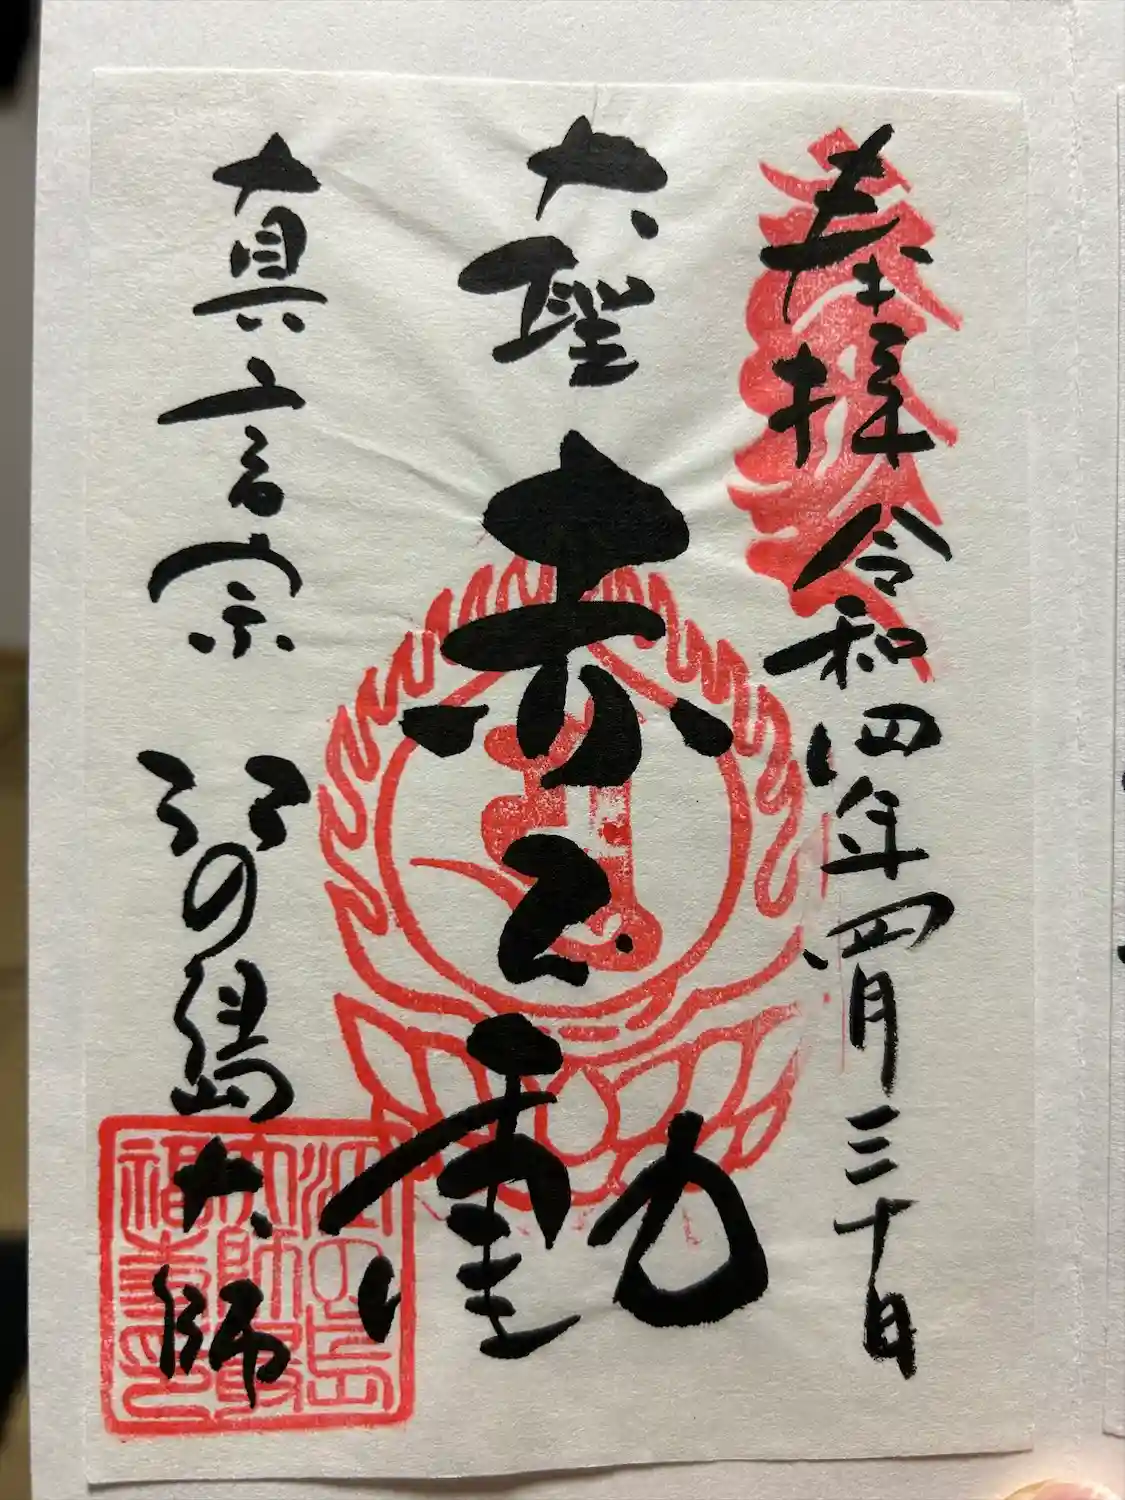 奉拝 令和四年四月三十日
大聖 赤不動
真言宗 江の島大師